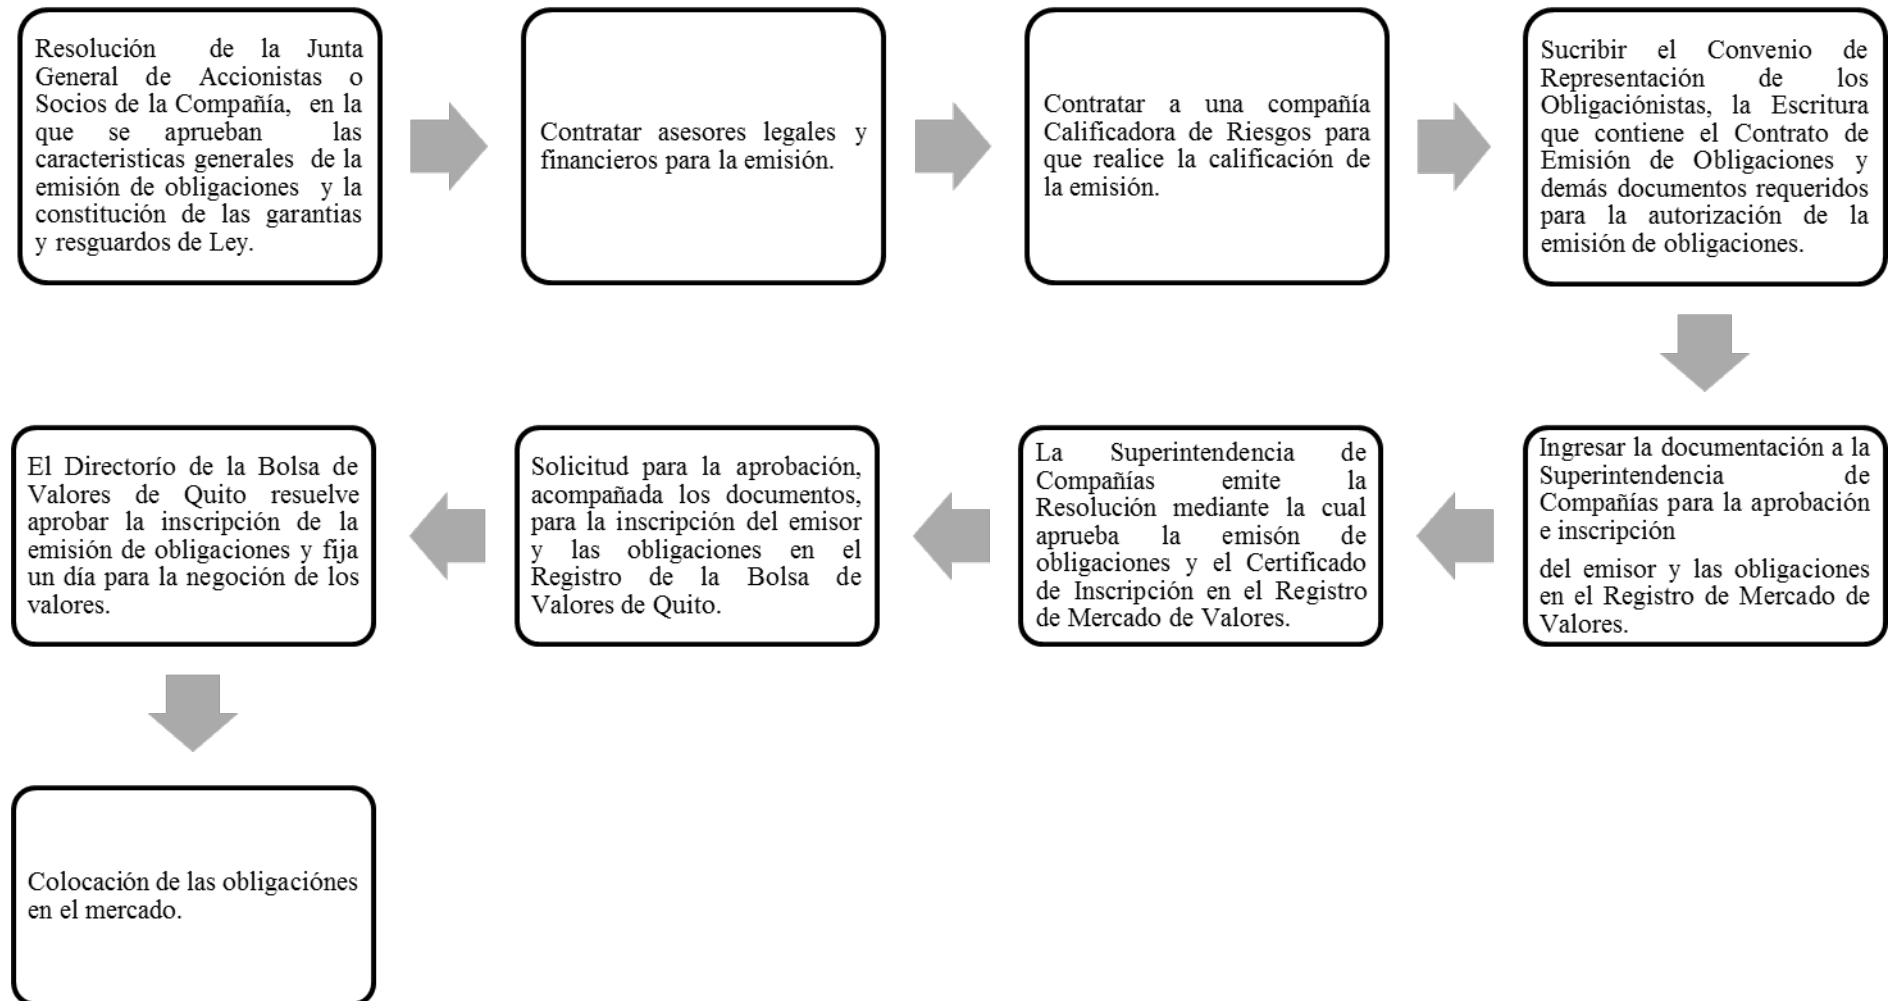 Resolución de la Junta
General de Accionistas o
Socios de la Compañía, en la
que se aprueban las
caracteristicas generales de la
emisión de obligaciones y la
constitución de las garantias
y resguardos de Ley.
Contratar asesores legales y
financieros para la emisión.
Contratar a una compañía
Calificadora de Riesgos para
que realice la calificación de
la emisión.
Sucribir el Convenio de
Representación de los
Obligaciónistas, la Escritura
que contiene el Contrato de
Emisión de Obligaciones y
demás documentos requeridos
para la autorización de la
emisión de obligaciones.
Ingresar la documentación a la
Superintendencia de
Compañías para la aprobación
e inscripción
del emisor y las obligaciones
en el Registro de Mercado de
Valores.
La Superintendencia de
Compañías emite la
Resolución mediante la cual
aprueba la emisón de
obligaciones y el Certificado
de Inscripción en el Registro
de Mercado de Valores.
Solicitud para la aprobación,
acompañada los documentos,
para la inscripción del emisor
y las obligaciones en el
Registro de la Bolsa de
Valores de Quito.
El Directorío de la Bolsa de
Valores de Quito resuelve
aprobar la inscripción de la
emisión de obligaciones y fija
un día para la negoción de los
valores.
Colocación de las obligaciónes
en el mercado.